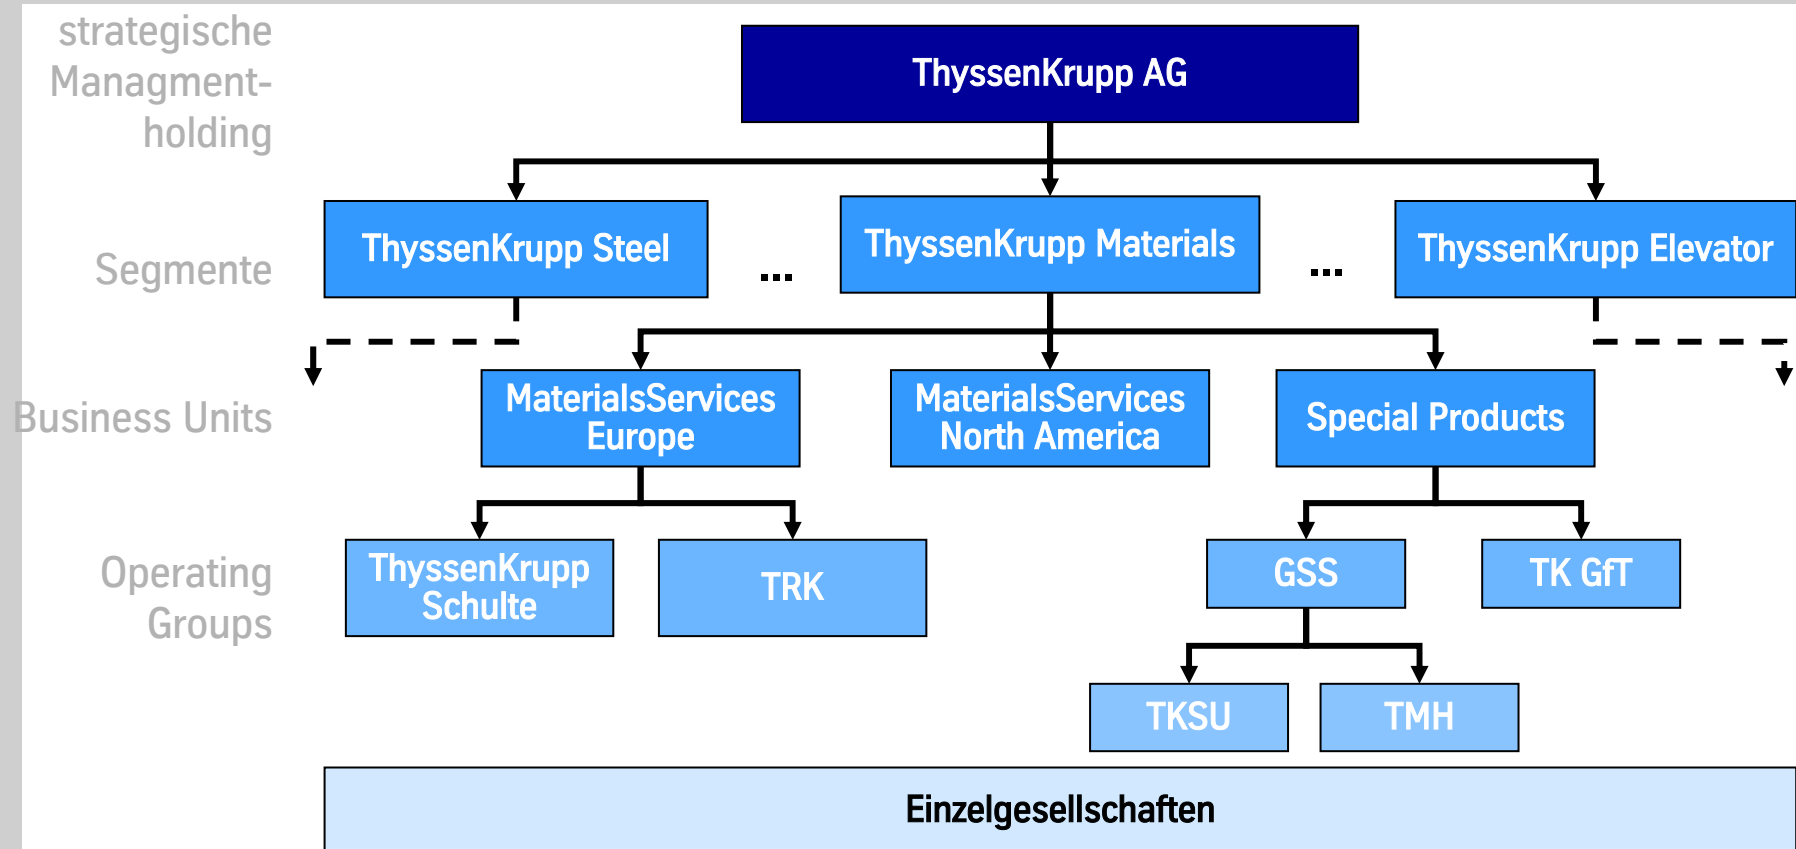 strategische
Managment-
holding
ThyssenKrupp AG
Segmente
ThyssenKrupp Steel
...
ThyssenKrupp Materials
...
ThyssenKrupp Elevator
Business Units
MaterialsServices
Europe
MaterialsServices
North America
Special Products
Operating
Groups
ThyssenKrupp
Schulte
TRK
GSS
TK GfT
TKSU
TMH
Einzelgesellschaften